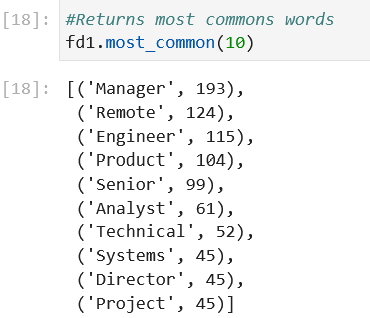 [18]: #Returns most commons words
fd1.most_common(10)
[18]: [('Manager', 193),
('Remote', 124),
('Engineer', 115),
('Product', 104),
('Senior', 99),
('Analyst', 61),
('Technical', 52),
('Systems', 45),
('Director', 45),
('Project', 45)]